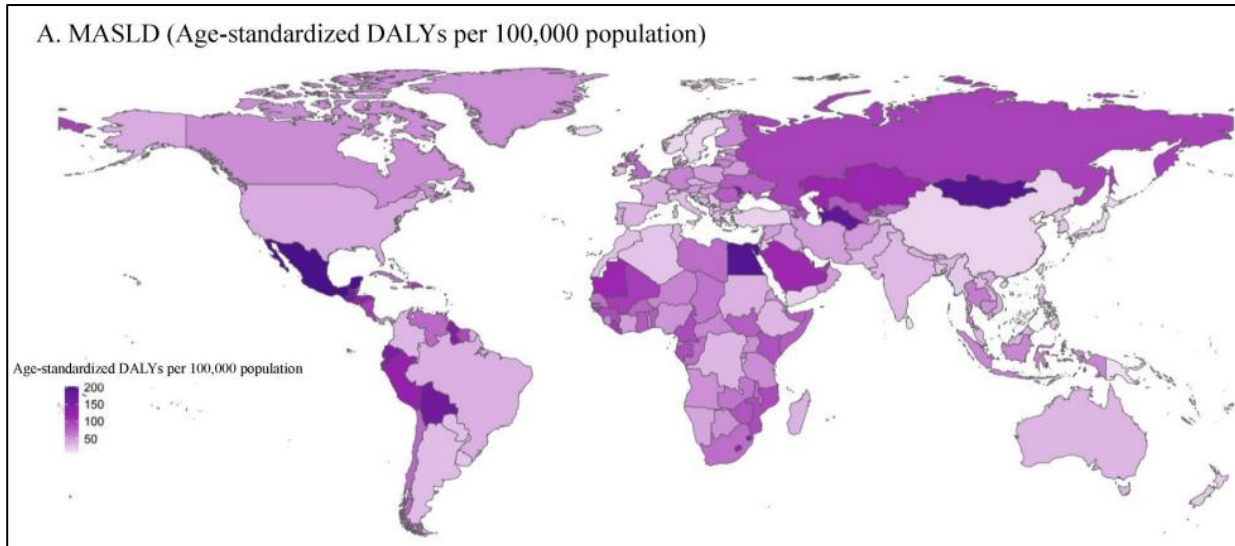 A. MASLD (Age-standardized DALYs per 100,000 population)
Age-standardized DALYs per 100,000 population
200
150
100
50